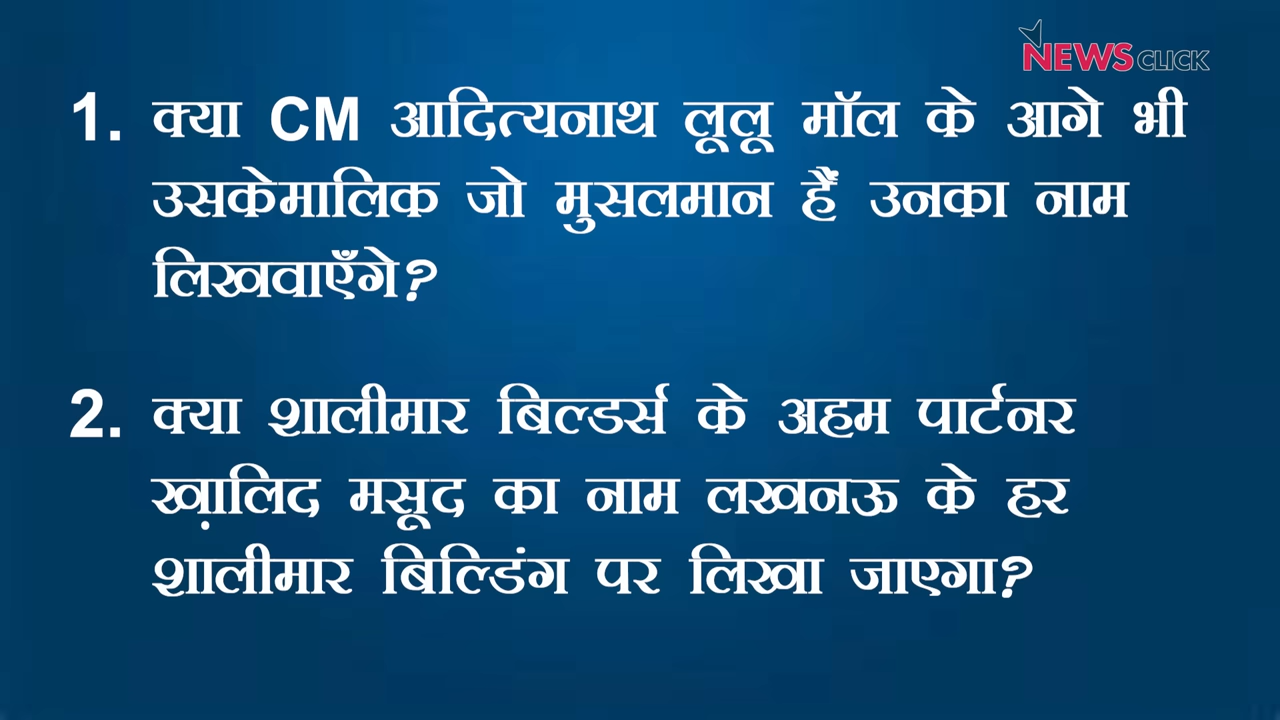 NEWSCLICK
1. क्या CM आदित्यनाथ लूलू मॉल के आगे भी
उसकेमालिक जो मुसलमान हैं उनका नाम
लिखवाएँगे?
2. क्या शालीमार बिल्डर्स के अहम पार्टनर
ख़ालिद मसूद का नाम लखनऊ के हर
शालीमार बिल्डिंग पर लिखा जाएगा?